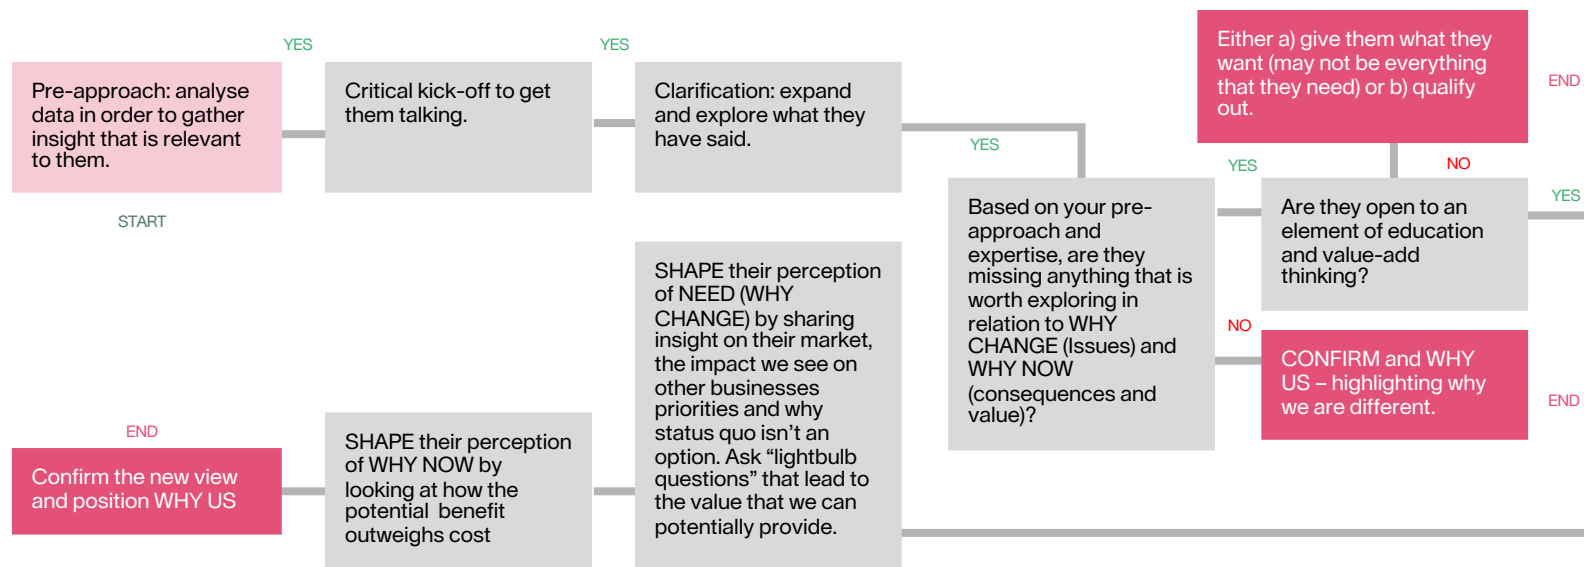 YES
Pre-approach: analyse
data in order to gather
insight that is relevant
to them.
START
Critical kick-off to get
them talking.
YES
Clarification: expand
and explore what they
have said.
YES
Based on your pre-
approach and
expertise, are they
missing anything that is
worth exploring in
relation to WHY
CHANGE (Issues) and
WHY NOW
(consequences and
value)?
YES
Are they open to an
element of education
and value-add
thinking?
NO
Either a) give them what they
want (may not be everything
that they need) or b) qualify
out.
END
YES
NO
CONFIRM and WHY
US – highlighting why
we are different.
END
SHAPE their perception
of NEED (WHY
CHANGE) by sharing
insight on their market,
the impact we see on
other businesses
priorities and why
status quo isn't an
option. Ask “lightbulb
questions” that lead to
the value that we can
potentially provide.
SHAPE their perception
of WHY NOW by
looking at how the
potential benefit
outweighs cost
END
Confirm the new view
and position WHY US